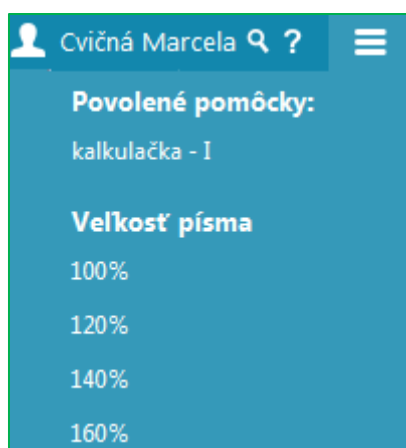 Cvičná Marcela ?
Povolené pomôcky:
kalkulačka - I
Veľkosť písma
100%
120%
140%
160%